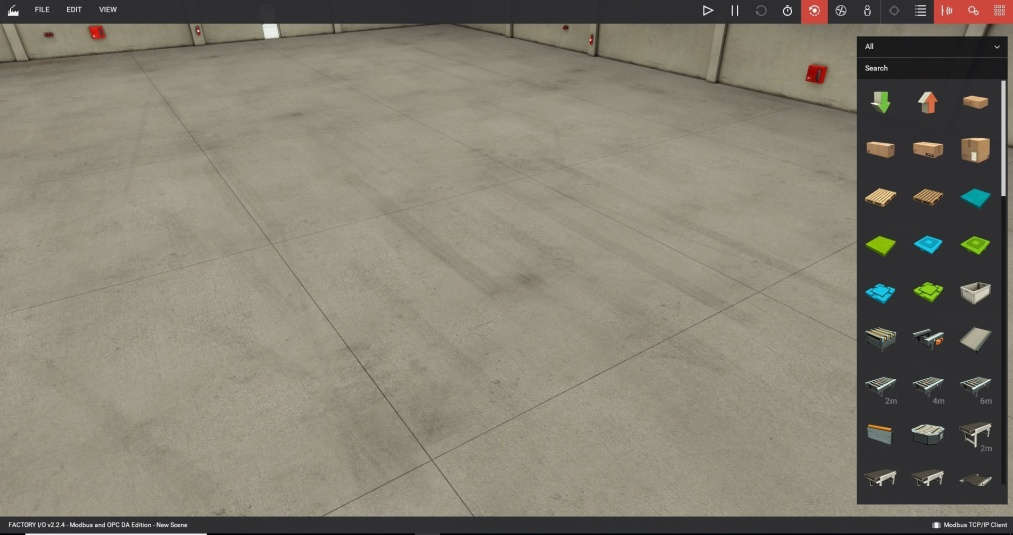 FILE EDIT VIEW
All
Search
2m 4m 6m
2m
FACTORY I/O v2.2.4 - Modbus and OPC DA Edition - New Scene
Modbus TCP/IP Client